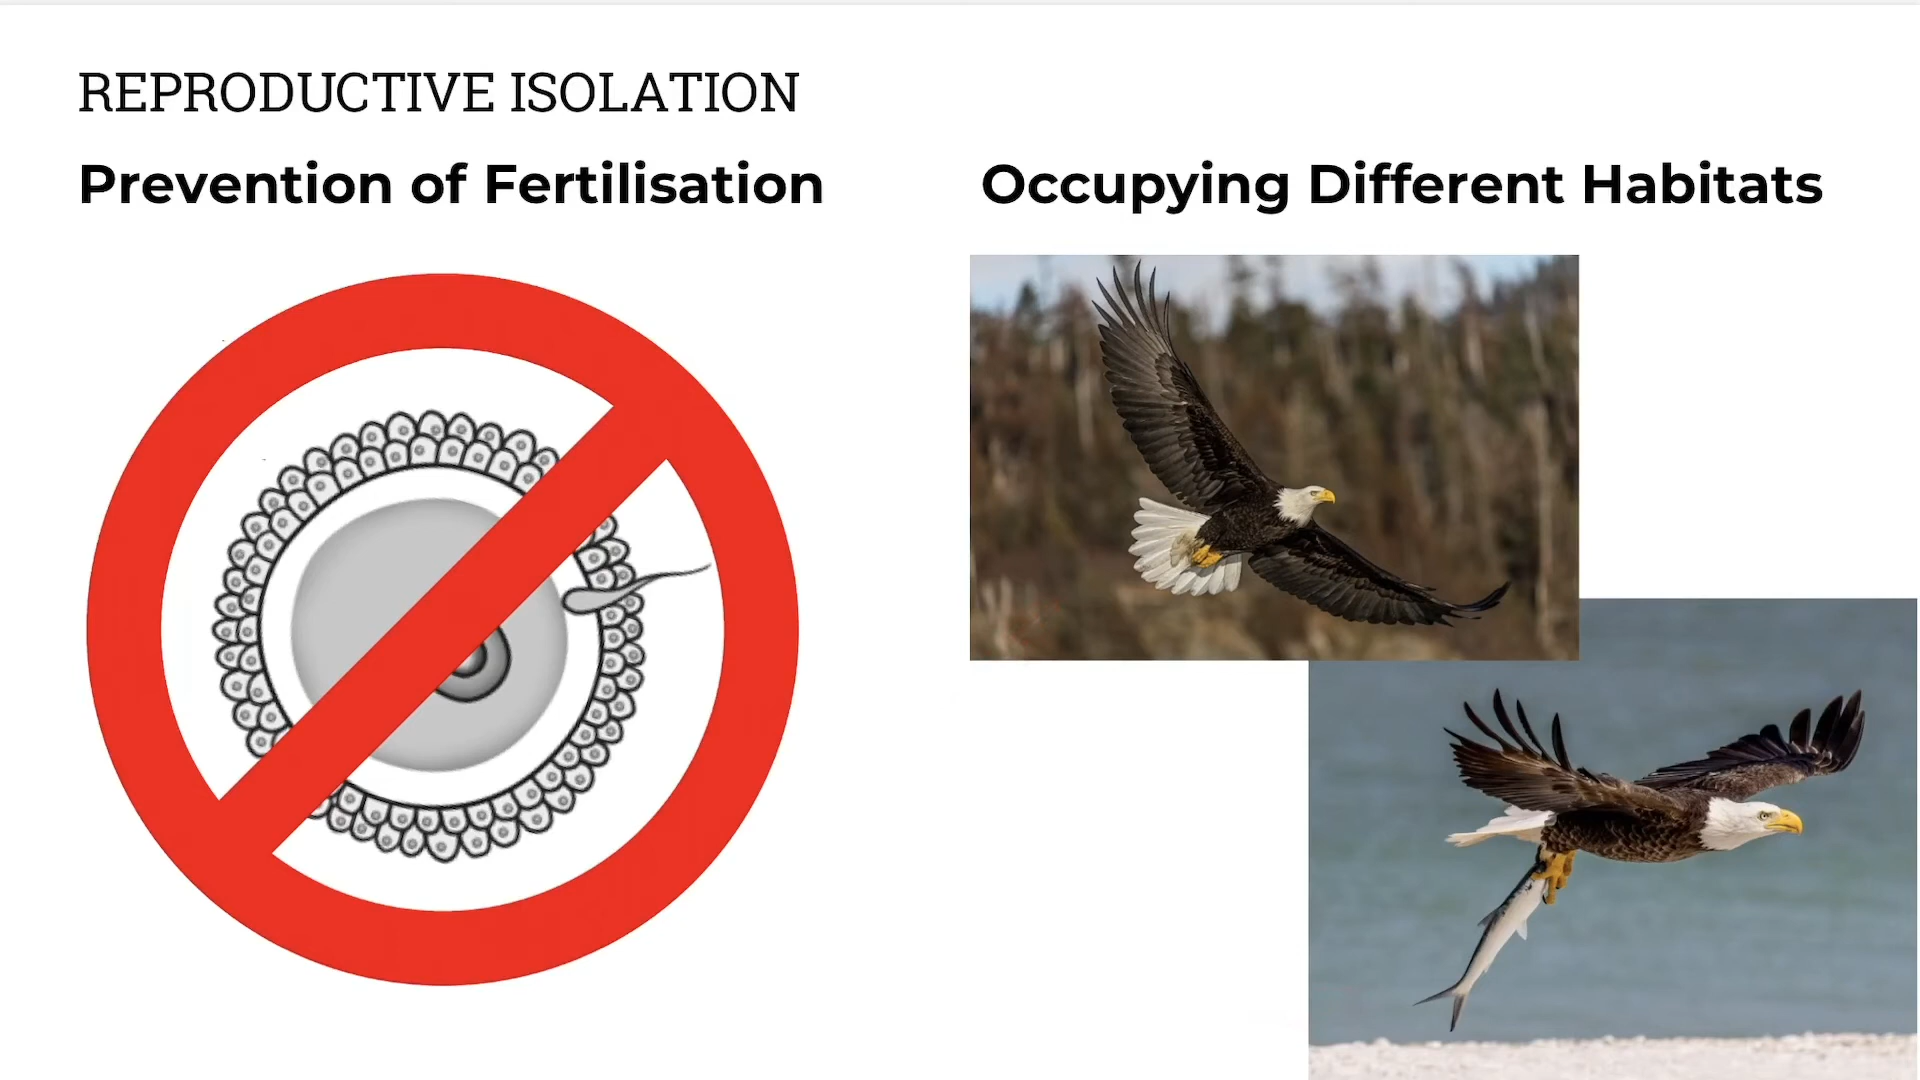 REPRODUCTIVE ISOLATION
Prevention of Fertilisation
Occupying Different Habitats